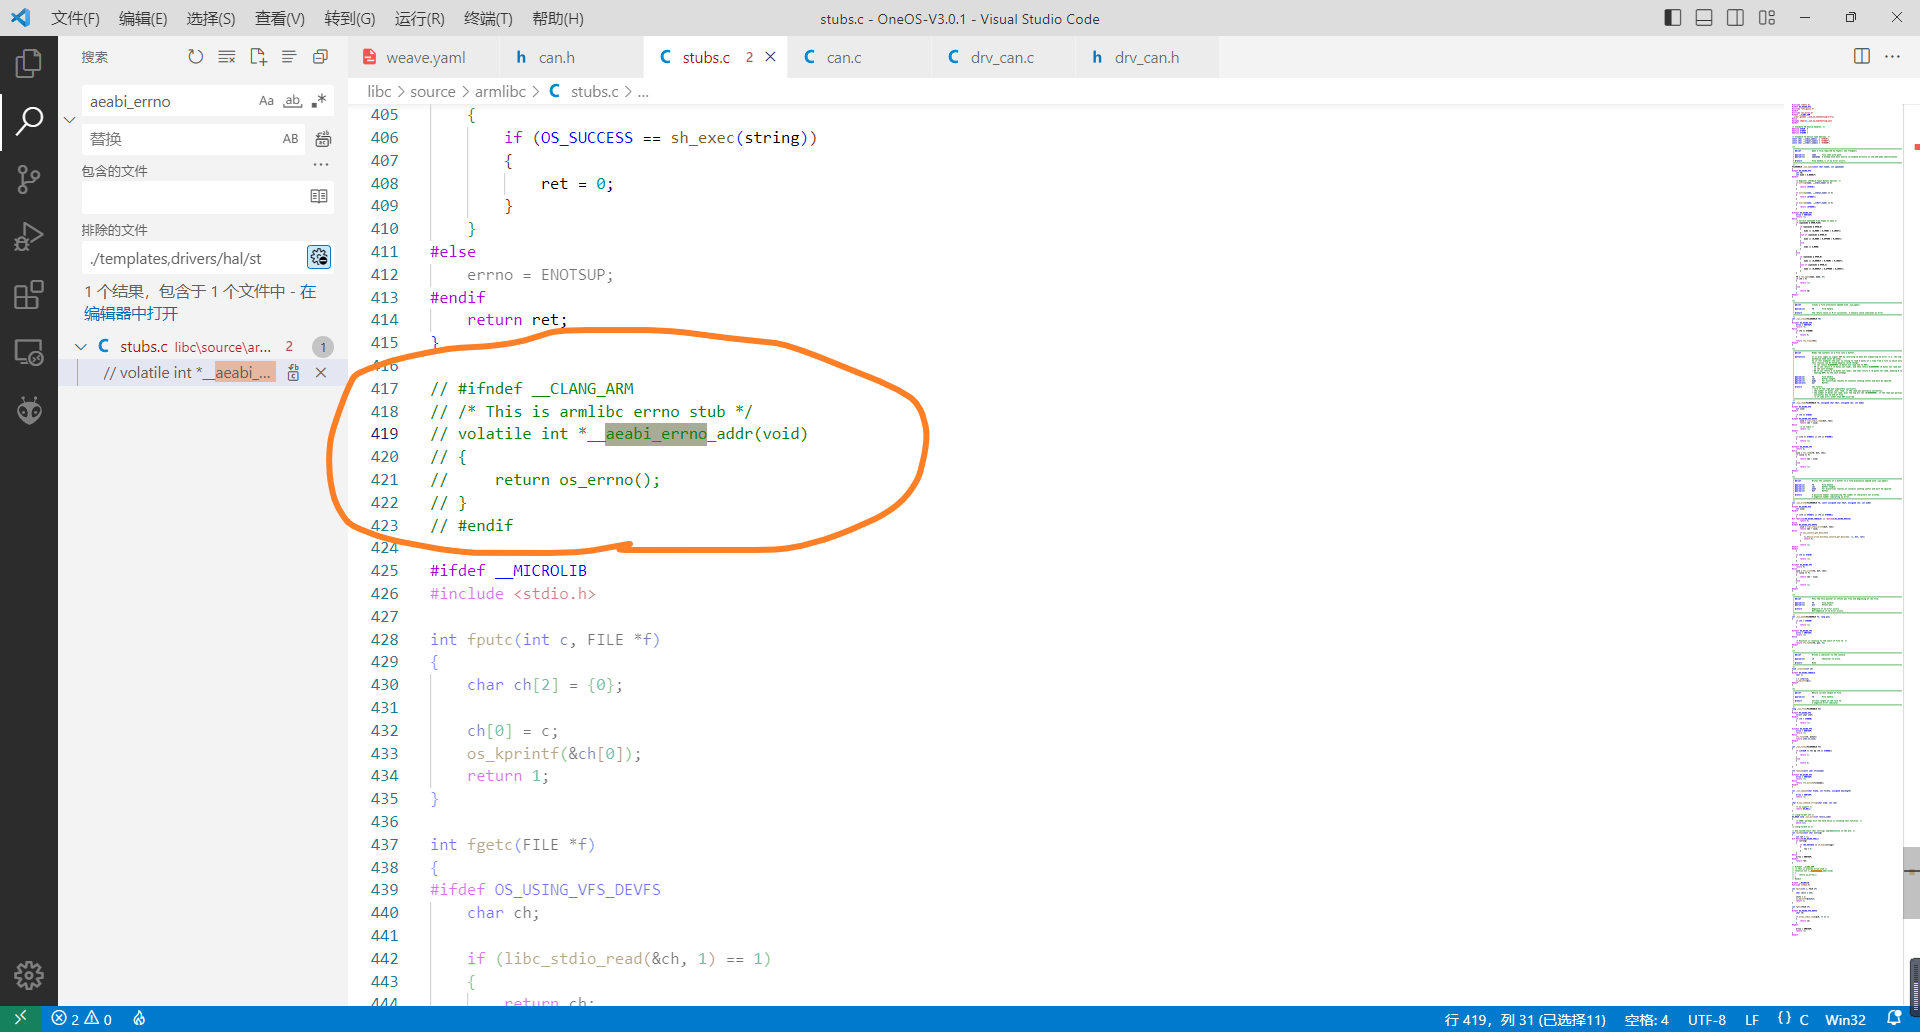 文件(F) 编辑(E) 选择(S) 查看(V) 转到(G) 运行(R) 终端(T) 帮助(H) stubs.c - OneOS-V3.0.1 - Visual Studio Code
搜索
weave.yaml can.h stubs.c 2 can.c drv_can.c drv_can.h
aeabi_errno Aa ab
替换 AB
包含的文件
排除的文件
./templates,drivers/hal/st
1 个结果，包含于 1 个文件中 - 在
编辑器中打开
stubs.c libc\source\ar... 2 1
// volatile int *__aeabi_...
libc > source > armlibc > C stubs.c > ...
405 {
406 if (OS_SUCCESS == sh_exec(string))
407 {
408 ret = 0;
409 }
410 }
411 #else
412 errno = ENOTSUP;
413 #endif
414 return ret;
415 }
416
417 // #ifndef __CLANG_ARM
418 // /* This is armlibc errno stub */
419 // volatile int *__aeabi_errno_addr(void)
420 // {
421 //     return os_errno();
422 // }
423 // #endif
424
425 #ifdef __MICROLIB
426 #include <stdio.h>
427
428 int fputc(int c, FILE *f)
429 {
430 char ch[2] = {0};
431
432 ch[0] = c;
433 os_kprintf(&ch[0]);
434 return 1;
435 }
436
437 int fgetc(FILE *f)
438 {
439 #ifdef OS_USING_VFS_DEVFS
440 char ch;
441
442 if (libc_stdio_read(&ch, 1) == 1)
443 {
444 return ch;
2 0 行 419，列 31 (已选择11) 空格: 4 UTF-8 LF {} C Win32